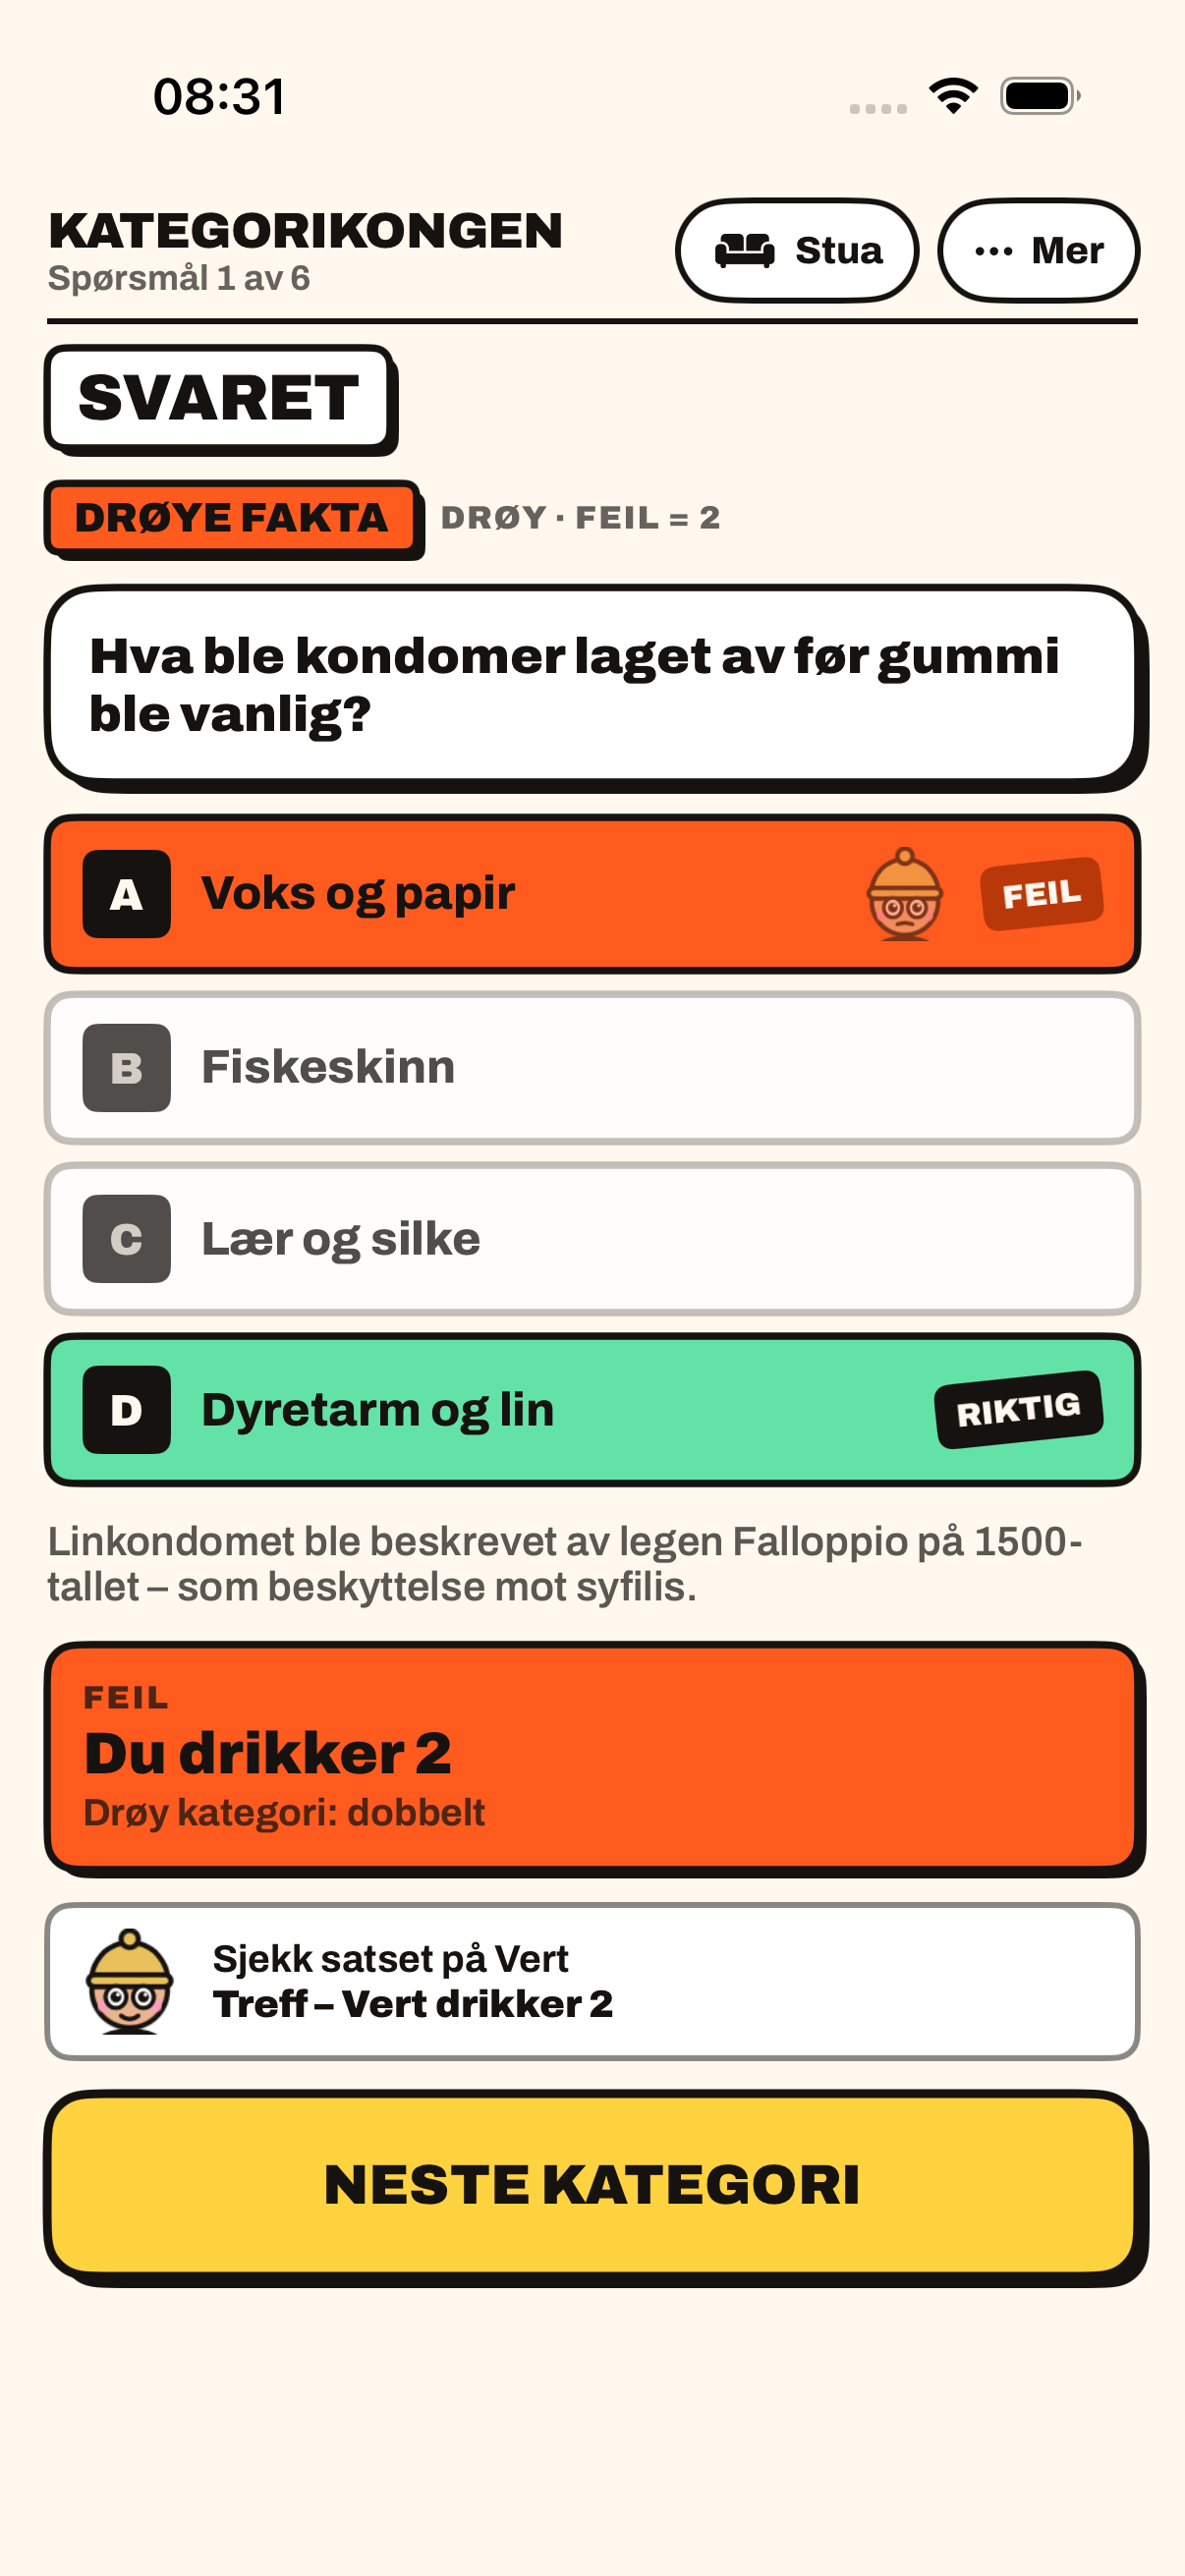 08:31
KATEGORIKONGEN
Spørsmål 1 av 6
Stua
Mer
SVARET
DRØYE FAKTA
DRØY · FEIL = 2
Hva ble kondomer laget av før gummi
ble vanlig?
A Voks og papir FEIL
B Fiskeskinn
C Lær og silke
D Dyretarm og lin RIKTIG
Linkondomet ble beskrevet av legen Falloppio på 1500-
tallet – som beskyttelse mot syfilis.
FEIL
Du drikker 2
Drøy kategori: dobbelt
Sjekk satset på Vert
Treff – Vert drikker 2
NESTE KATEGORI